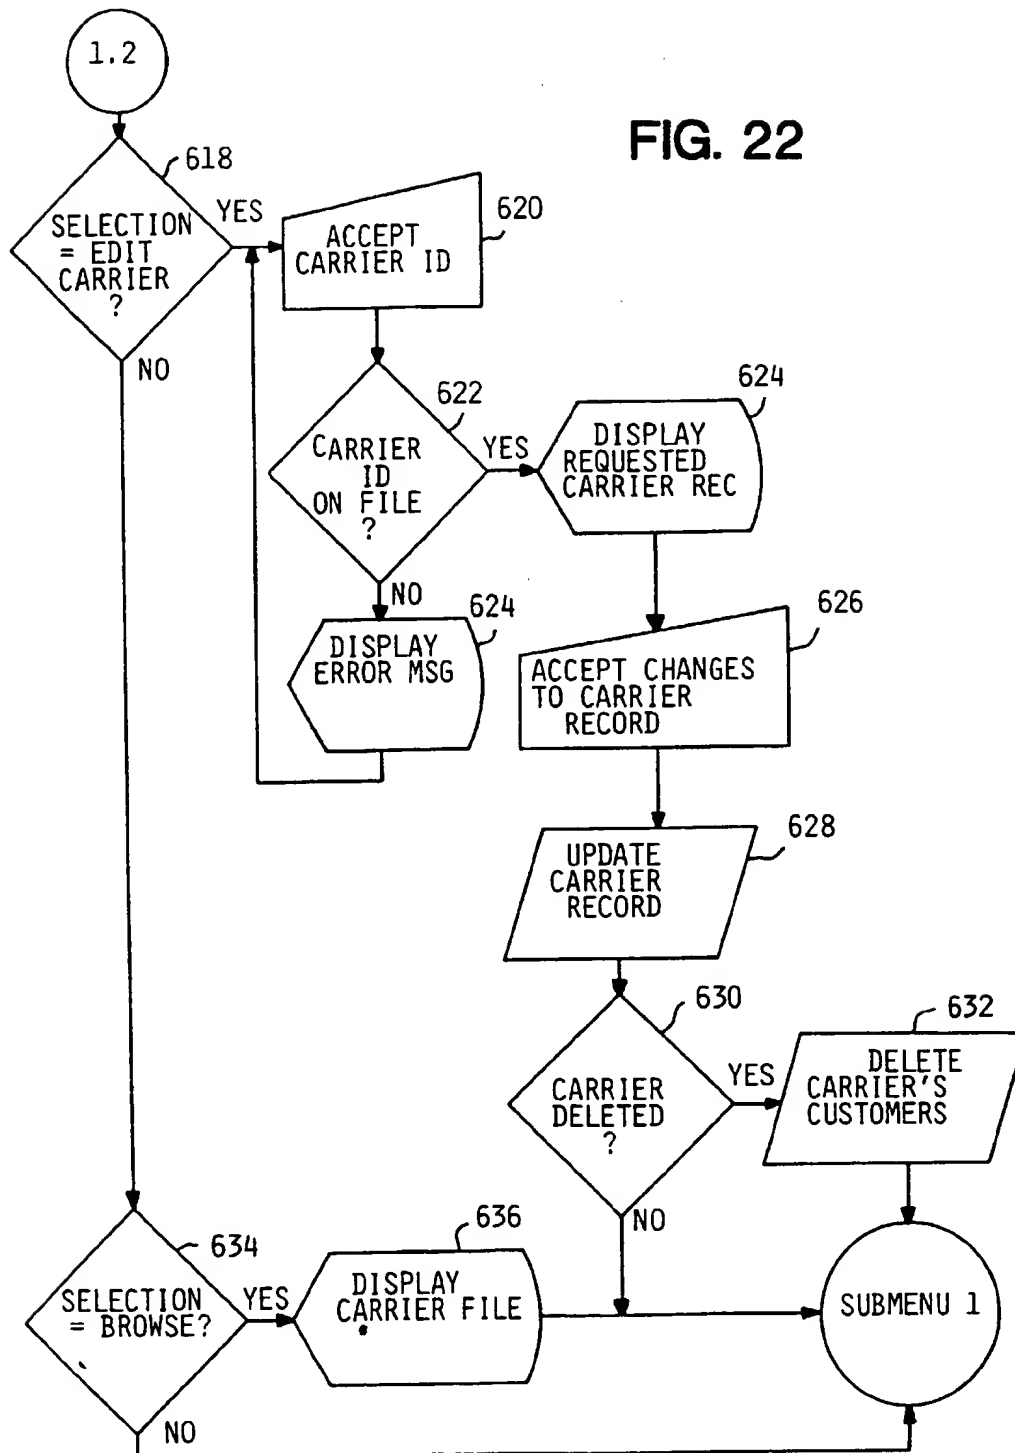 1.2
FIG. 22
618
SELECTION
= EDIT
CARRIER
?
YES
NO
620
ACCEPT
CARRIER ID
622
CARRIER
ID
ON FILE
?
YES
NO
624
DISPLAY
REQUESTED
CARRIER REC
624
DISPLAY
ERROR MSG
626
ACCEPT CHANGES
TO CARRIER
RECORD
628
UPDATE
CARRIER
RECORD
630
CARRIER
DELETED
?
YES
NO
632
DELETE
CARRIER'S
CUSTOMERS
634
SELECTION
= BROWSE?
YES
NO
636
DISPLAY
CARRIER FILE
SUBMENU 1